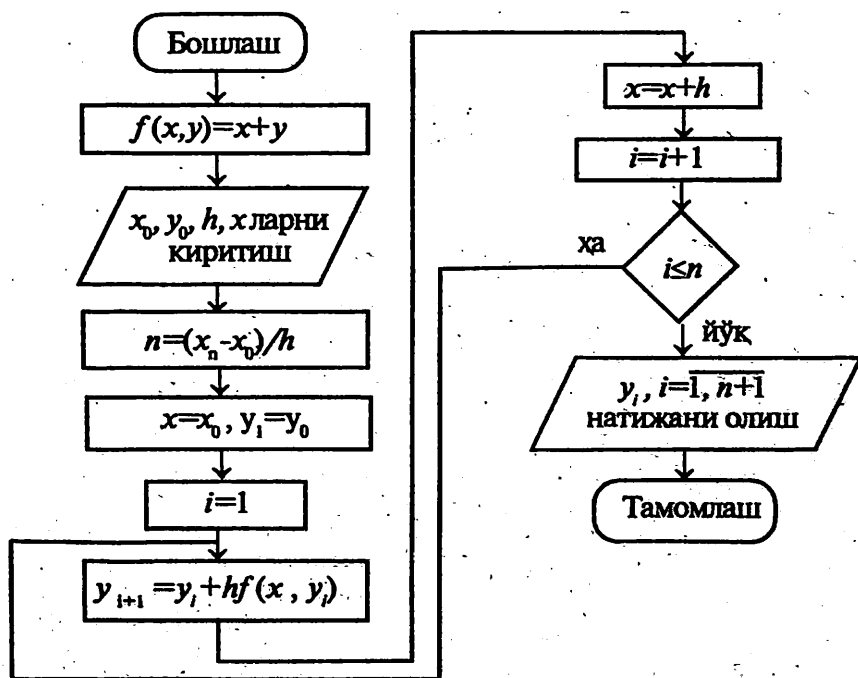 Бошлаш
f(x,y)=x+y
x₀, y₀, h, x ларни
киритиш
n=(xₙ-x₀)/h
x=x₀, y₁=y₀
i=1
y i+1 =yᵢ+hf(x , yᵢ)
x=x+h
i=i+1
ҳа
i≤n
йўқ
yᵢ , i=1, n+1
натижани олиш
Тамомлаш